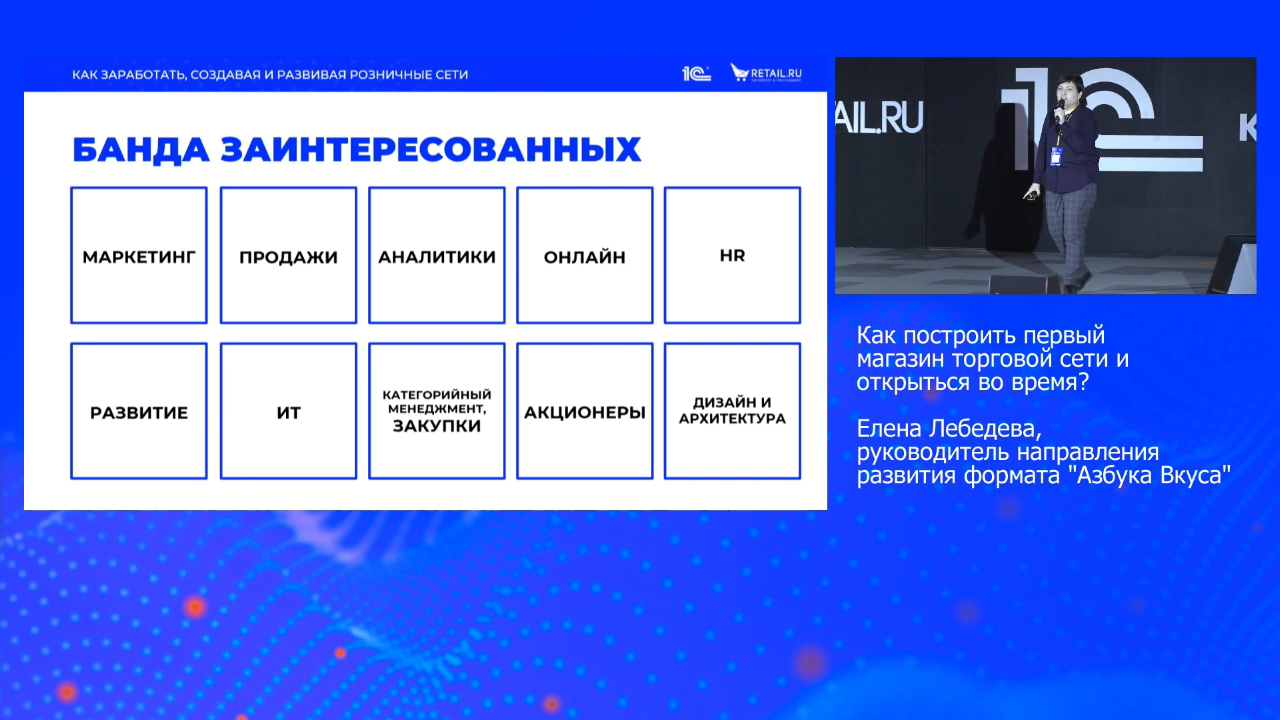 КАК ЗАРАБОТАТЬ, СОЗДАВАЯ И РАЗВИВАЯ РОЗНИЧНЫЕ СЕТИ
1С
RETAIL.RU
БАНДА ЗАИНТЕРЕСОВАННЫХ
МАРКЕТИНГ
ПРОДАЖИ
АНАЛИТИКИ
ОНЛАЙН
HR
РАЗВИТИЕ
ИТ
КАТЕГОРИЙНЫЙ
МЕНЕДЖМЕНТ,
ЗАКУПКИ
АКЦИОНЕРЫ
ДИЗАЙН И
АРХИТЕКТУРА
AIL.RU
1С
К
Как построить первый
магазин торговой сети и
открыться во время?
Елена Лебедева,
руководитель направления
развития формата "Азбука Вкуса"